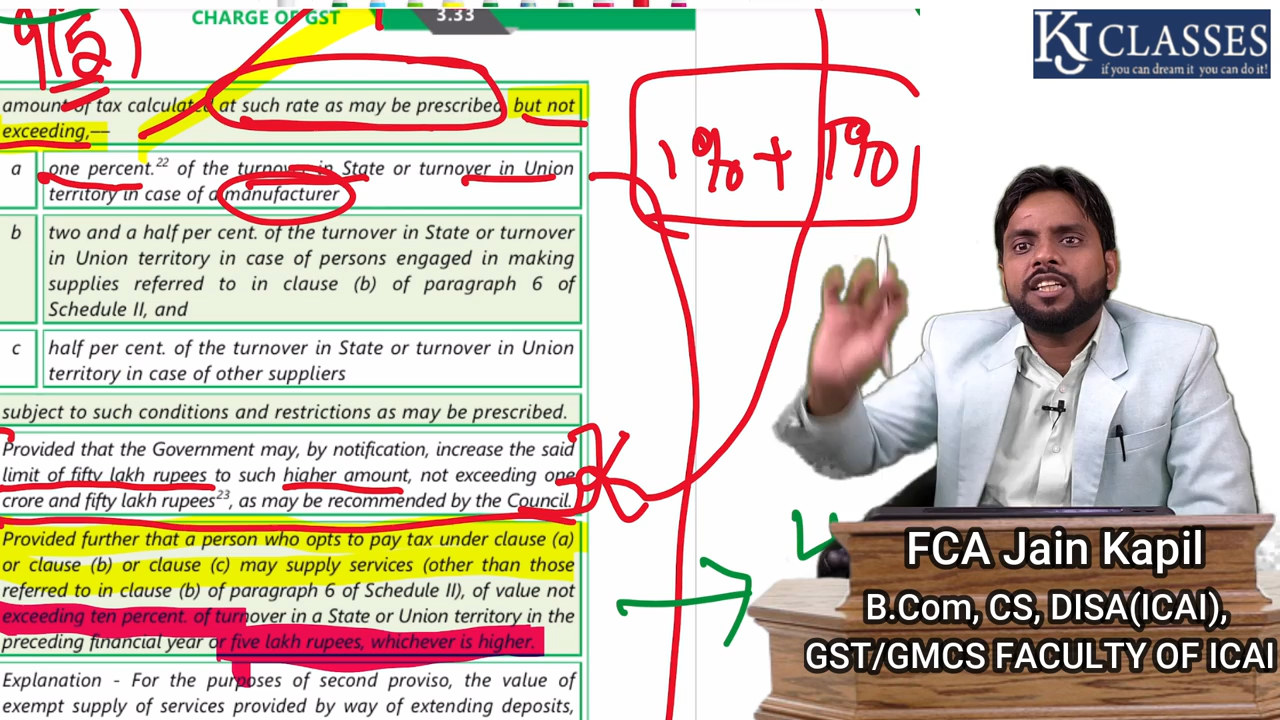 CHARGE OF GST
3.33
9(5)
KJ CLASSES
if you can dream it you can do it!
amount of tax calculated at such rate as may be prescribed, but not
exceeding,—
a
one percent.22 of the turnover in State or turnover in Union
territory in case of a manufacturer
1% + 1%
b
two and a half per cent. of the turnover in State or turnover
in Union territory in case of persons engaged in making
supplies referred to in clause (b) of paragraph 6 of
Schedule II, and
c
half per cent. of the turnover in State or turnover in Union
territory in case of other suppliers
subject to such conditions and restrictions as may be prescribed.
Provided that the Government may, by notification, increase the said
limit of fifty lakh rupees to such higher amount, not exceeding one
crore and fifty lakh rupees23, as may be recommended by the Council.
Provided further that a person who opts to pay tax under clause (a)
or clause (b) or clause (c) may supply services (other than those
referred to in clause (b) of paragraph 6 of Schedule II), of value not
exceeding ten percent. of turnover in a State or Union territory in the
preceding financial year or five lakh rupees, whichever is higher.
Explanation - For the purposes of second proviso, the value of
exempt supply of services provided by way of extending deposits,
FCA Jain Kapil
B.Com, CS, DISA(ICAI),
GST/GMCS FACULTY OF ICAI